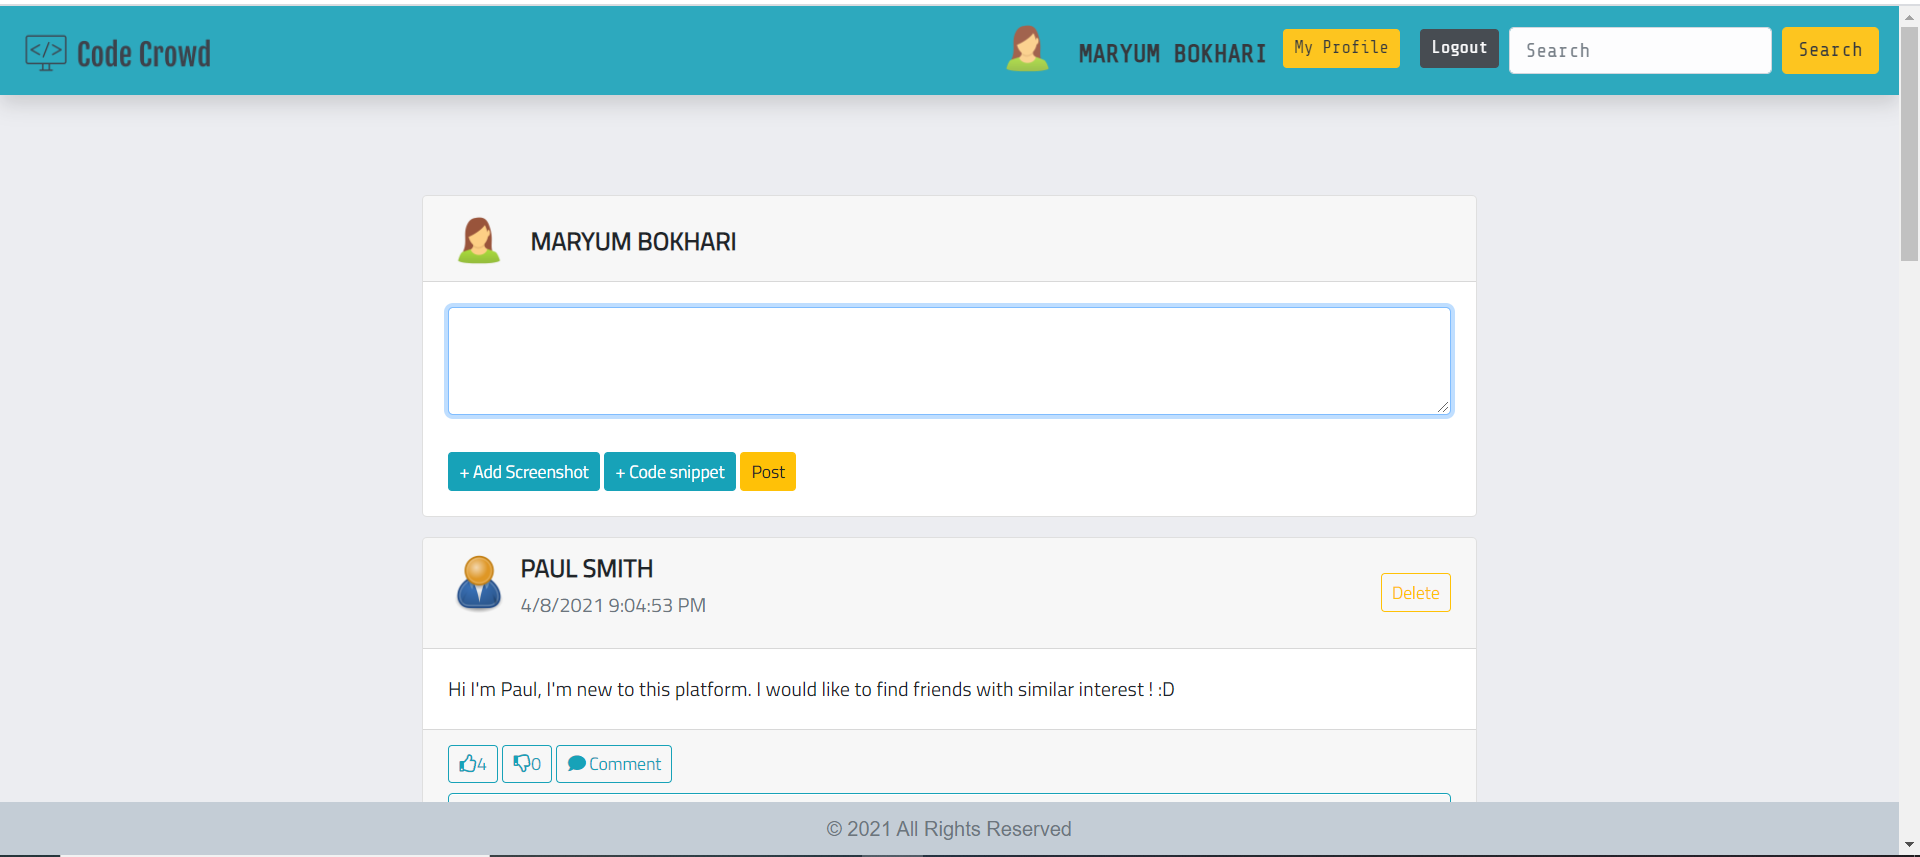 </> Code Crowd
MARYUM BOKHARI My Profile Logout Search Search
MARYUM BOKHARI
+ Add Screenshot + Code snippet Post
PAUL SMITH
4/8/2021 9:04:53 PM
Delete
Hi I'm Paul, I'm new to this platform. I would like to find friends with similar interest ! :D
4 0 Comment
© 2021 All Rights Reserved